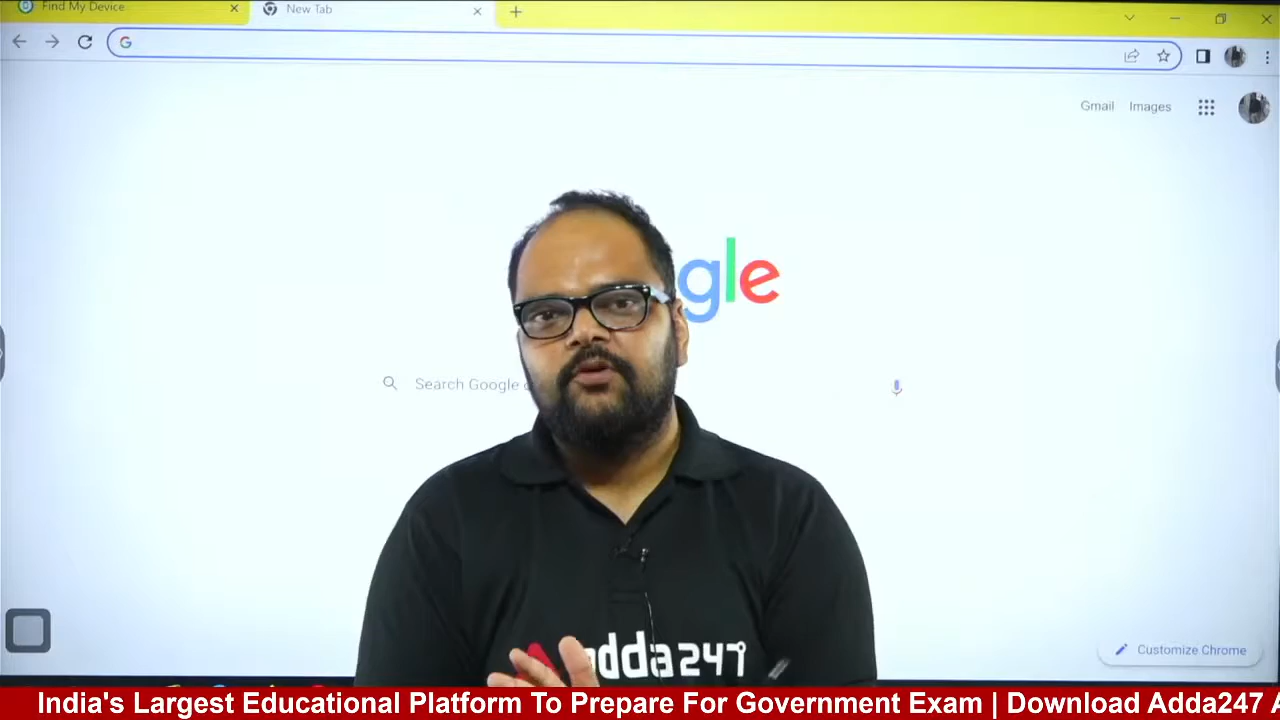 Find My Device
New Tab
Gmail Images
gle
Search Google
Customize Chrome
adda247
India's Largest Educational Platform To Prepare For Government Exam | Download Adda247 A